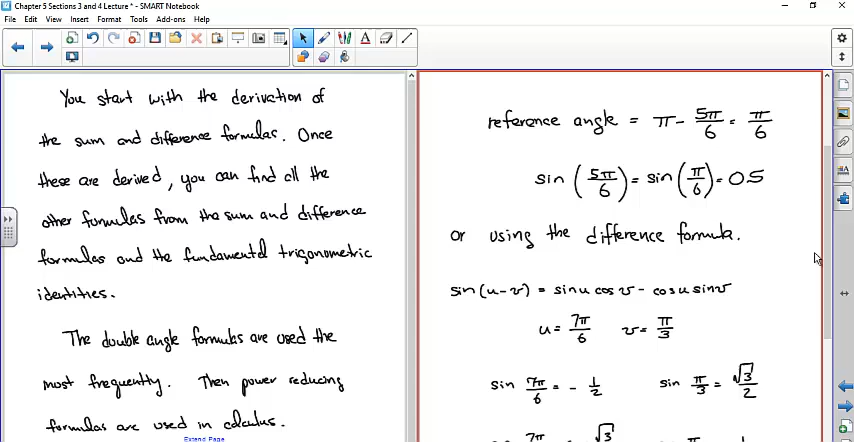 Chapter 5 Sections 3 and 4 Lecture * - SMART Notebook
File Edit View Insert Format Tools Add-ons Help
You start with the derivation of
the sum and difference formulas. Once
these are derived, you can find all the
other formulas from the sum and difference
formulas and the fundamental trigonometric
identities.
The double angle formulas are used the
most frequently. Then power reducing
formulas are used in calculus.
Extend Page
reference angle = π - 5π/6 = π/6
sin (5π/6) = sin (π/6) = 0.5
or using the difference formula.
sin(u-v) = sinu cosv - cosu sinv
u = 7π/6 v = π/3
sin 7π/6 = - 1/2 sin π/3 = √3/2